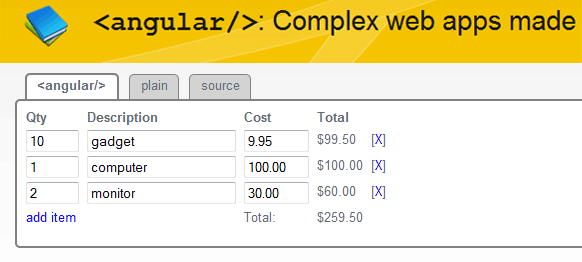 <angular/>: Complex web apps made
<angular/> plain source
Qty Description Cost Total
10 gadget 9.95 $99.50 [X]
1 computer 100.00 $100.00 [X]
2 monitor 30.00 $60.00 [X]
add item Total: $259.50